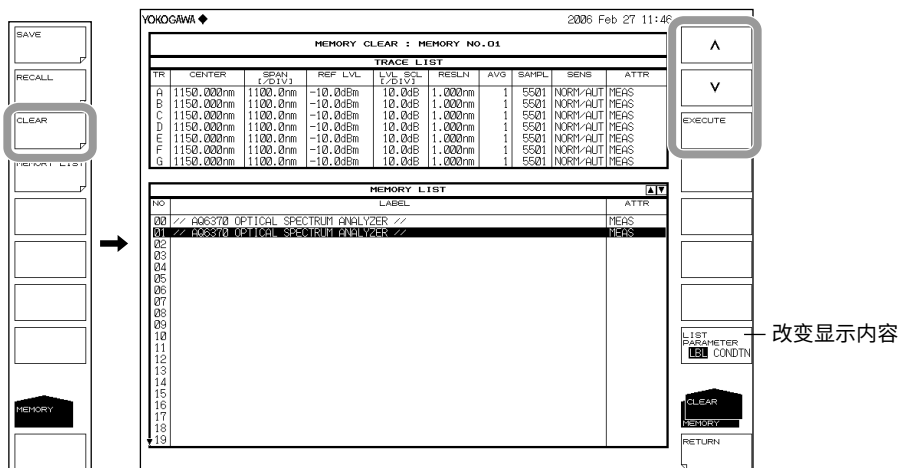 SAVE
RECALL
CLEAR
MEMORY LIST
MEMORY
YOKOGAWA ◆ 2006 Feb 27 11:46
MEMORY CLEAR : MEMORY NO.01
TRACE LIST
TR CENTER SPAN [/DIV] REF LVL LVL SCL [/DIV] RESLN AVG SAMPL SENS ATTR
A 1150.000nm 1100.0nm -10.0dBm 10.0dB 1.000nm 1 5501 NORM/AUT MEAS
B 1150.000nm 1100.0nm -10.0dBm 10.0dB 1.000nm 1 5501 NORM/AUT MEAS
C 1150.000nm 1100.0nm -10.0dBm 10.0dB 1.000nm 1 5501 NORM/AUT MEAS
D 1150.000nm 1100.0nm -10.0dBm 10.0dB 1.000nm 1 5501 NORM/AUT MEAS
E 1150.000nm 1100.0nm -10.0dBm 10.0dB 1.000nm 1 5501 NORM/AUT MEAS
F 1150.000nm 1100.0nm -10.0dBm 10.0dB 1.000nm 1 5501 NORM/AUT MEAS
G 1150.000nm 1100.0nm -10.0dBm 10.0dB 1.000nm 1 5501 NORM/AUT MEAS
MEMORY LIST
NO LABEL ATTR
00 // AQ6370 OPTICAL SPECTRUM ANALYZER // MEAS
01 // AQ6370 OPTICAL SPECTRUM ANALYZER // MEAS
02
03
04
05
06
07
08
09
10
11
12
13
14
15
16
17
18
19
EXECUTE
LIST
PARAMETER
LBL CONDTN
CLEAR
MEMORY
RETURN
改变显示内容